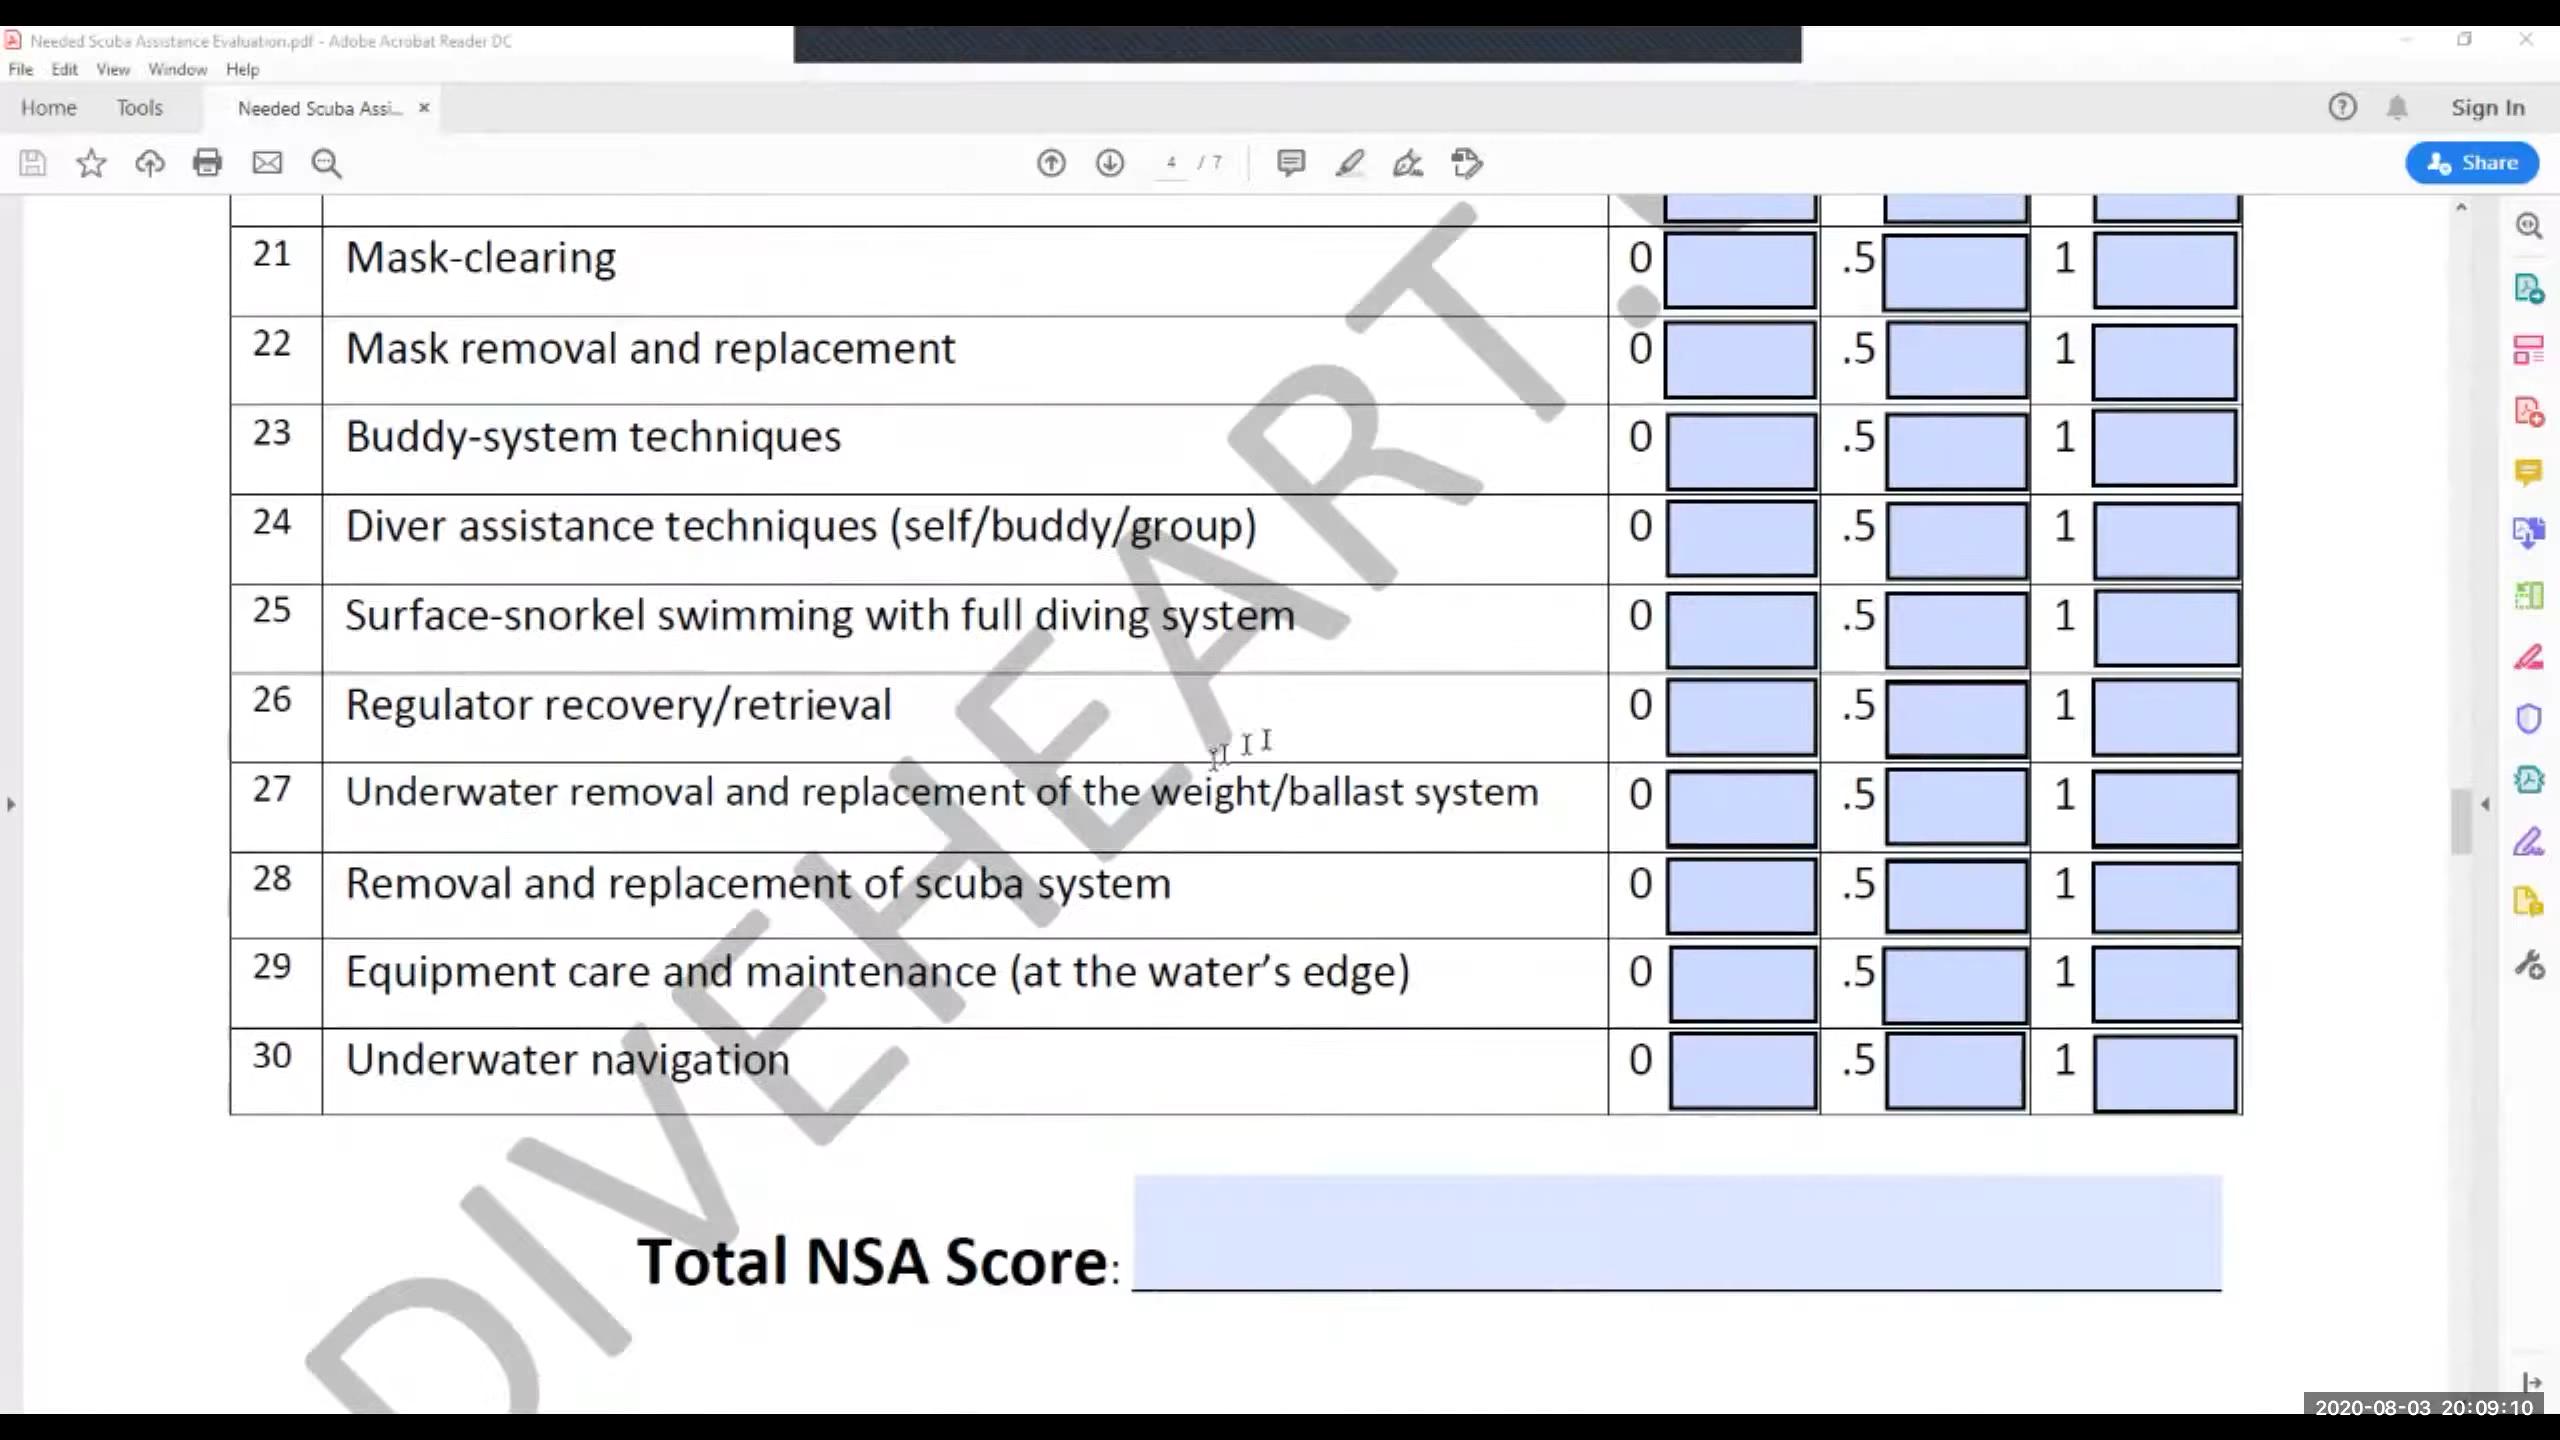 Needed Scuba Assistance Evaluation.pdf - Adobe Acrobat Reader DC
File Edit View Window Help
Home Tools Needed Scuba Assi... × Sign In
4 / 7 Share
21 Mask-clearing 0 .5 1
22 Mask removal and replacement 0 .5 1
23 Buddy-system techniques 0 .5 1
24 Diver assistance techniques (self/buddy/group) 0 .5 1
25 Surface-snorkel swimming with full diving system 0 .5 1
26 Regulator recovery/retrieval 0 .5 1
27 Underwater removal and replacement of the weight/ballast system 0 .5 1
28 Removal and replacement of scuba system 0 .5 1
29 Equipment care and maintenance (at the water’s edge) 0 .5 1
30 Underwater navigation 0 .5 1
Total NSA Score:
DIVEHEART
2020-08-03 20:09:10